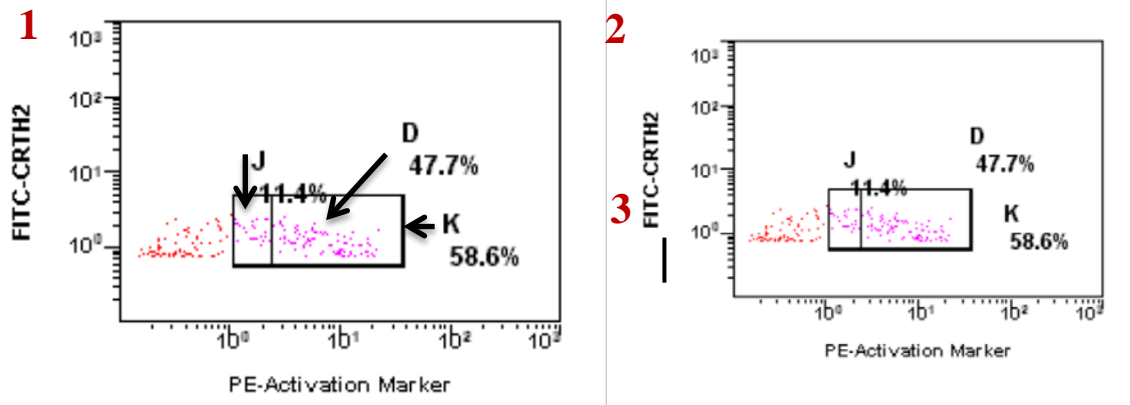 1
10³
10²
10¹
10⁰
FITC-CRTH2
J
11.4%
D
47.7%
K
58.6%
10⁰
10¹
10²
10³
PE-Activation Marker
2
3
10³
10²
10¹
10⁰
FITC-CRTH2
J
11.4%
D
47.7%
K
58.6%
10⁰
10¹
10²
10³
PE-Activation Marker